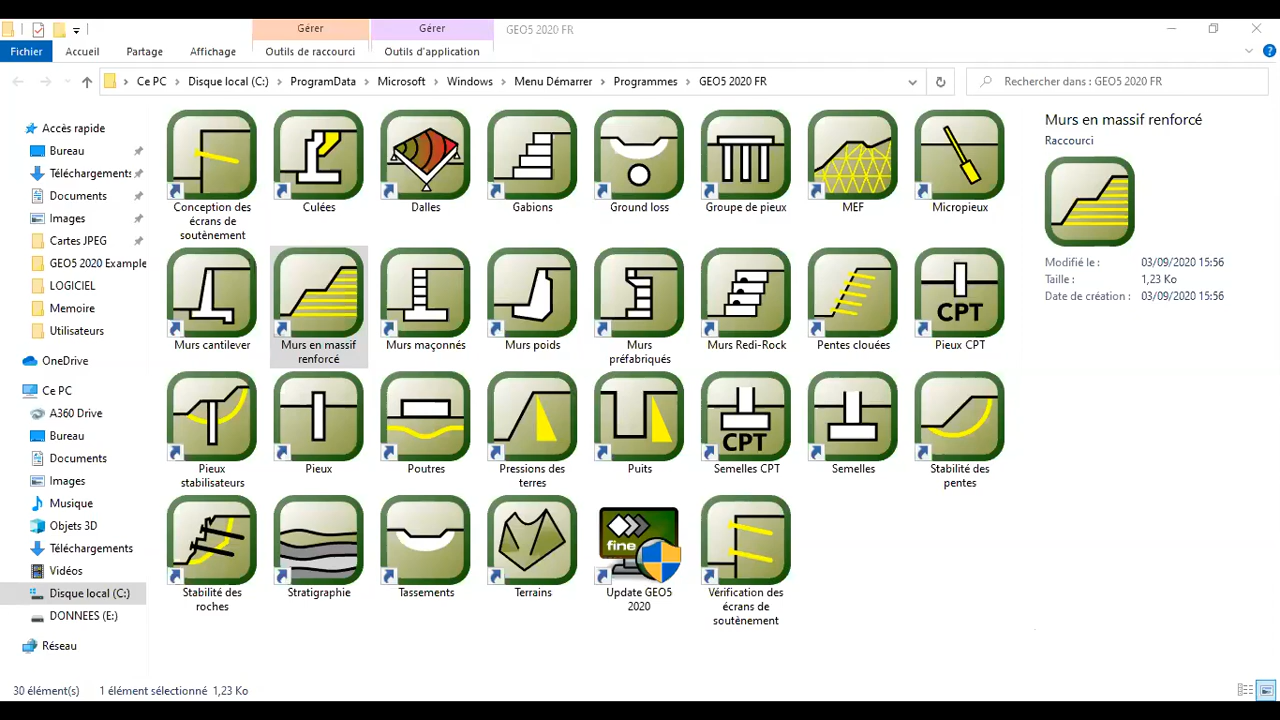 Gérer
Gérer
GEO5 2020 FR
Fichier
Accueil
Partage
Affichage
Outils de raccourci
Outils d'application
Ce PC
Disque local (C:)
ProgramData
Microsoft
Windows
Menu Démarrer
Programmes
GEO5 2020 FR
Rechercher dans : GEO5 2020 FR
Accès rapide
Bureau
Téléchargements
Documents
Images
Cartes JPEG
GEO5 2020 Example
LOGICIEL
Memoire
Utilisateurs
OneDrive
Ce PC
A360 Drive
Bureau
Documents
Images
Musique
Objets 3D
Téléchargements
Vidéos
Disque local (C:)
DONNEES (E:)
Réseau
Conception des
écrans de
soutènement
Culées
Dalles
Gabions
Ground loss
Groupe de pieux
MEF
Micropieux
Murs cantilever
Murs en massif
renforcé
Murs maçonnés
Murs poids
Murs
préfabriqués
Murs Redi-Rock
Pentes clouées
CPT
Pieux CPT
Pieux
stabilisateurs
Pieux
Poutres
Pressions des
terres
Puits
CPT
Semelles CPT
Semelles
Stabilité des
pentes
Stabilité des
roches
Stratigraphie
Tassements
Terrains
fine
Update GEO5
2020
Vérification des
écrans de
soutènement
Murs en massif renforcé
Raccourci
Modifié le :
03/09/2020 15:56
Taille :
1,23 Ko
Date de création :
03/09/2020 15:56
30 élément(s)
1 élément sélectionné 1,23 Ko